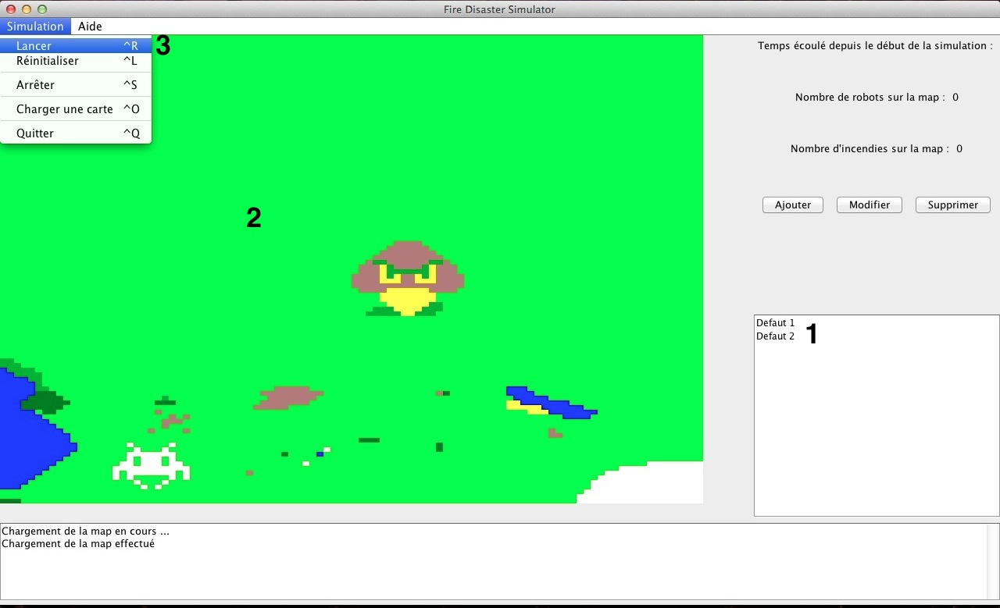 Fire Disaster Simulator
Simulation Aide
Lancer ^R
3
Réinitialiser ^L
Arrêter ^S
Charger une carte ^O
Quitter ^Q
Temps écoulé depuis le début de la simulation :
Nombre de robots sur la map : 0
Nombre d'incendies sur la map : 0
Ajouter Modifier Supprimer
2
Defaut 1
Defaut 2
1
Chargement de la map en cours ...
Chargement de la map effectué